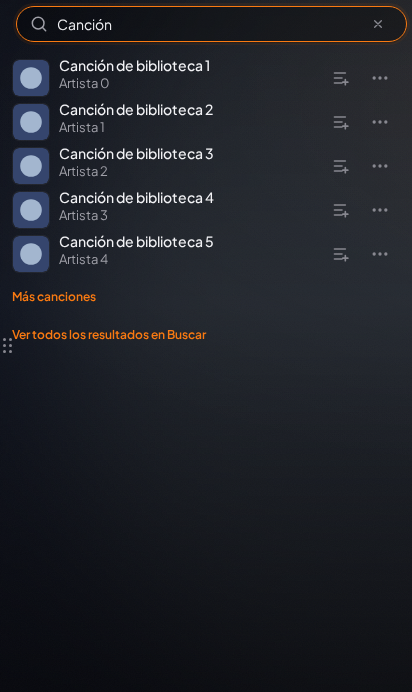 Canción
Canción de biblioteca 1
Artista 0
Canción de biblioteca 2
Artista 1
Canción de biblioteca 3
Artista 2
Canción de biblioteca 4
Artista 3
Canción de biblioteca 5
Artista 4
Más canciones
Ver todos los resultados en Buscar